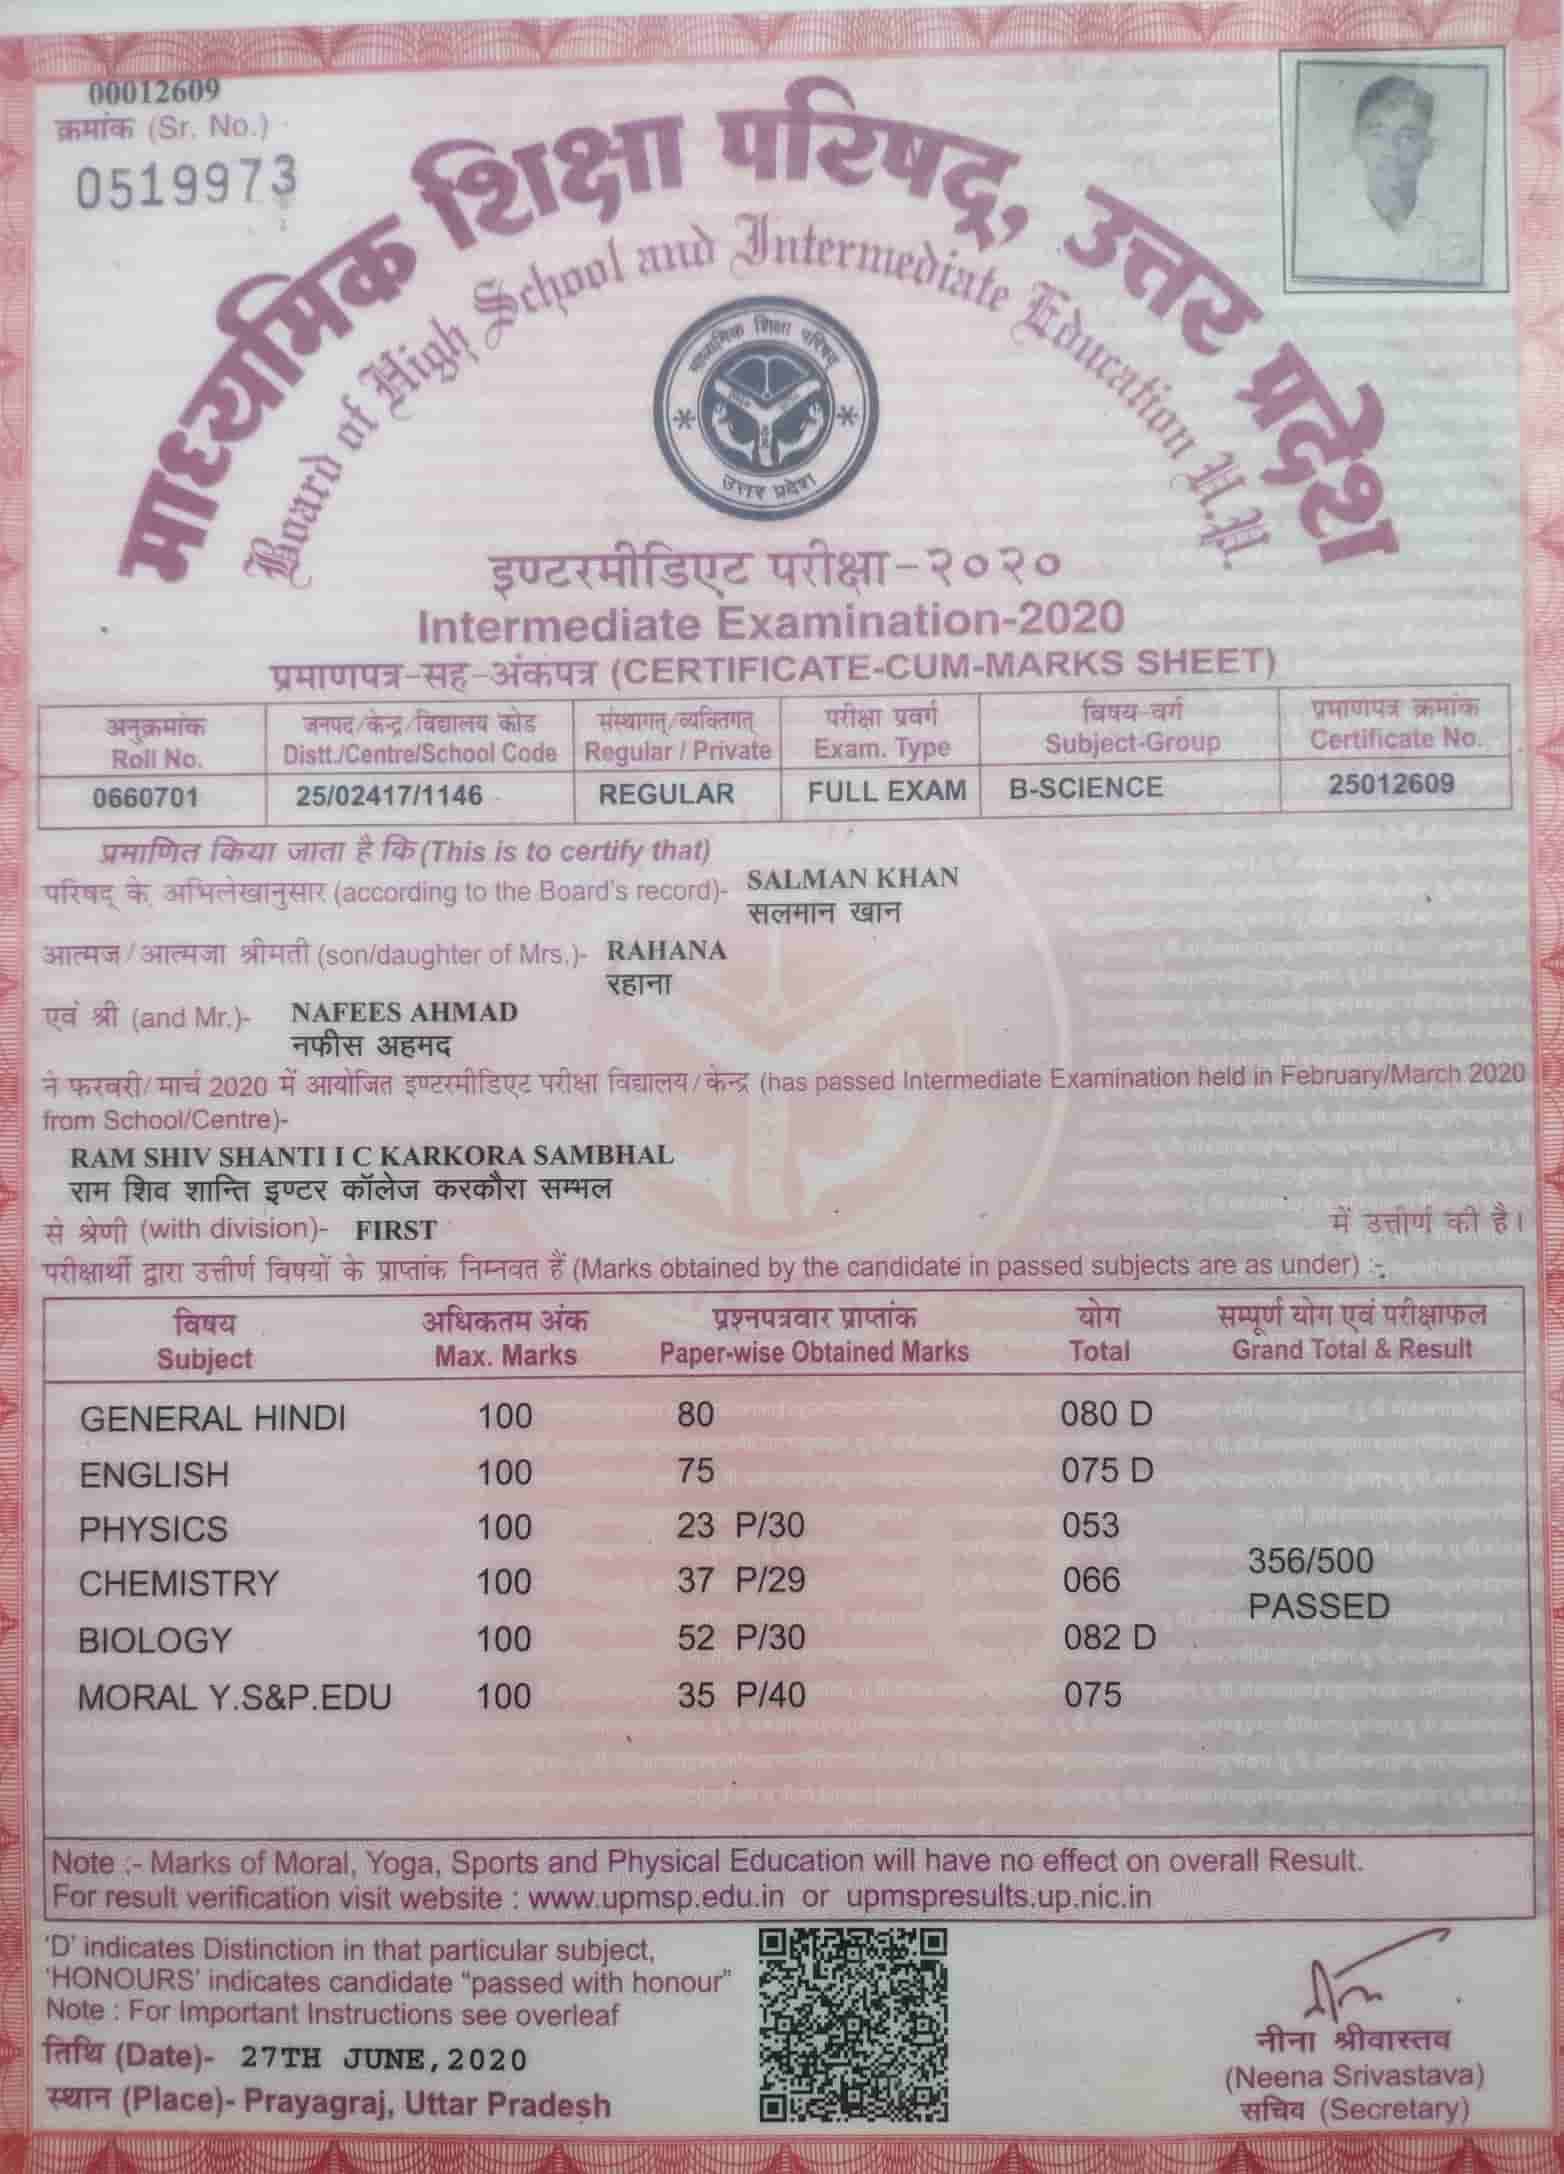 00012609
क्रमांक (Sr. No.)
0519973
माध्यमिक शिक्षा परिषद्, उत्तर प्रदेश
Board of High School and Intermediate Education U.P.
माध्यमिक शिक्षा परिषद्
उत्तर प्रदेश
इण्टरमीडिएट परीक्षा-२०२०
Intermediate Examination-2020
प्रमाणपत्र-सह-अंकपत्र (CERTIFICATE-CUM-MARKS SHEET)
अनुक्रमांक जनपद/केन्द्र/विद्यालय कोड संस्थागत्/व्यक्तिगत् परीक्षा प्रवर्ग विषय-वर्ग प्रमाणपत्र क्रमांक
Roll No. Distt./Centre/School Code Regular / Private Exam. Type Subject-Group Certificate No.
0660701 25/02417/1146 REGULAR FULL EXAM B-SCIENCE 25012609
प्रमाणित किया जाता है कि (This is to certify that)
परिषद् के अभिलेखानुसार (according to the Board's record)- SALMAN KHAN
सलमान खान
आत्मज/आत्मजा श्रीमती (son/daughter of Mrs.)- RAHANA
रहाना
एवं श्री (and Mr.)- NAFEES AHMAD
नफीस अहमद
ने फरवरी/मार्च 2020 में आयोजित इण्टरमीडिएट परीक्षा विद्यालय/केन्द्र (has passed Intermediate Examination held in February/March 2020
from School/Centre)-
RAM SHIV SHANTI I C KARKORA SAMBHAL
राम शिव शान्ति इण्टर कॉलेज करकौरा सम्भल
से श्रेणी (with division)- FIRST में उत्तीर्ण की है।
परीक्षार्थी द्वारा उत्तीर्ण विषयों के प्राप्तांक निम्नवत हैं (Marks obtained by the candidate in passed subjects are as under) :-
विषय अधिकतम अंक प्रश्नपत्रवार प्राप्तांक योग सम्पूर्ण योग एवं परीक्षाफल
Subject Max. Marks Paper-wise Obtained Marks Total Grand Total & Result
GENERAL HINDI 100 80 080 D
ENGLISH 100 75 075 D
PHYSICS 100 23 P/30 053
356/500
CHEMISTRY 100 37 P/29 066
PASSED
BIOLOGY 100 52 P/30 082 D
MORAL Y.S&P.EDU 100 35 P/40 075
Note :- Marks of Moral, Yoga, Sports and Physical Education will have no effect on overall Result.
For result verification visit website : www.upmsp.edu.in or upmspresults.up.nic.in
'D' indicates Distinction in that particular subject,
'HONOURS' indicates candidate "passed with honour"
Note : For Important Instructions see overleaf
तिथि (Date)- 27TH JUNE,2020
स्थान (Place)- Prayagraj, Uttar Pradesh
नीना श्रीवास्तव
(Neena Srivastava)
सचिव (Secretary)